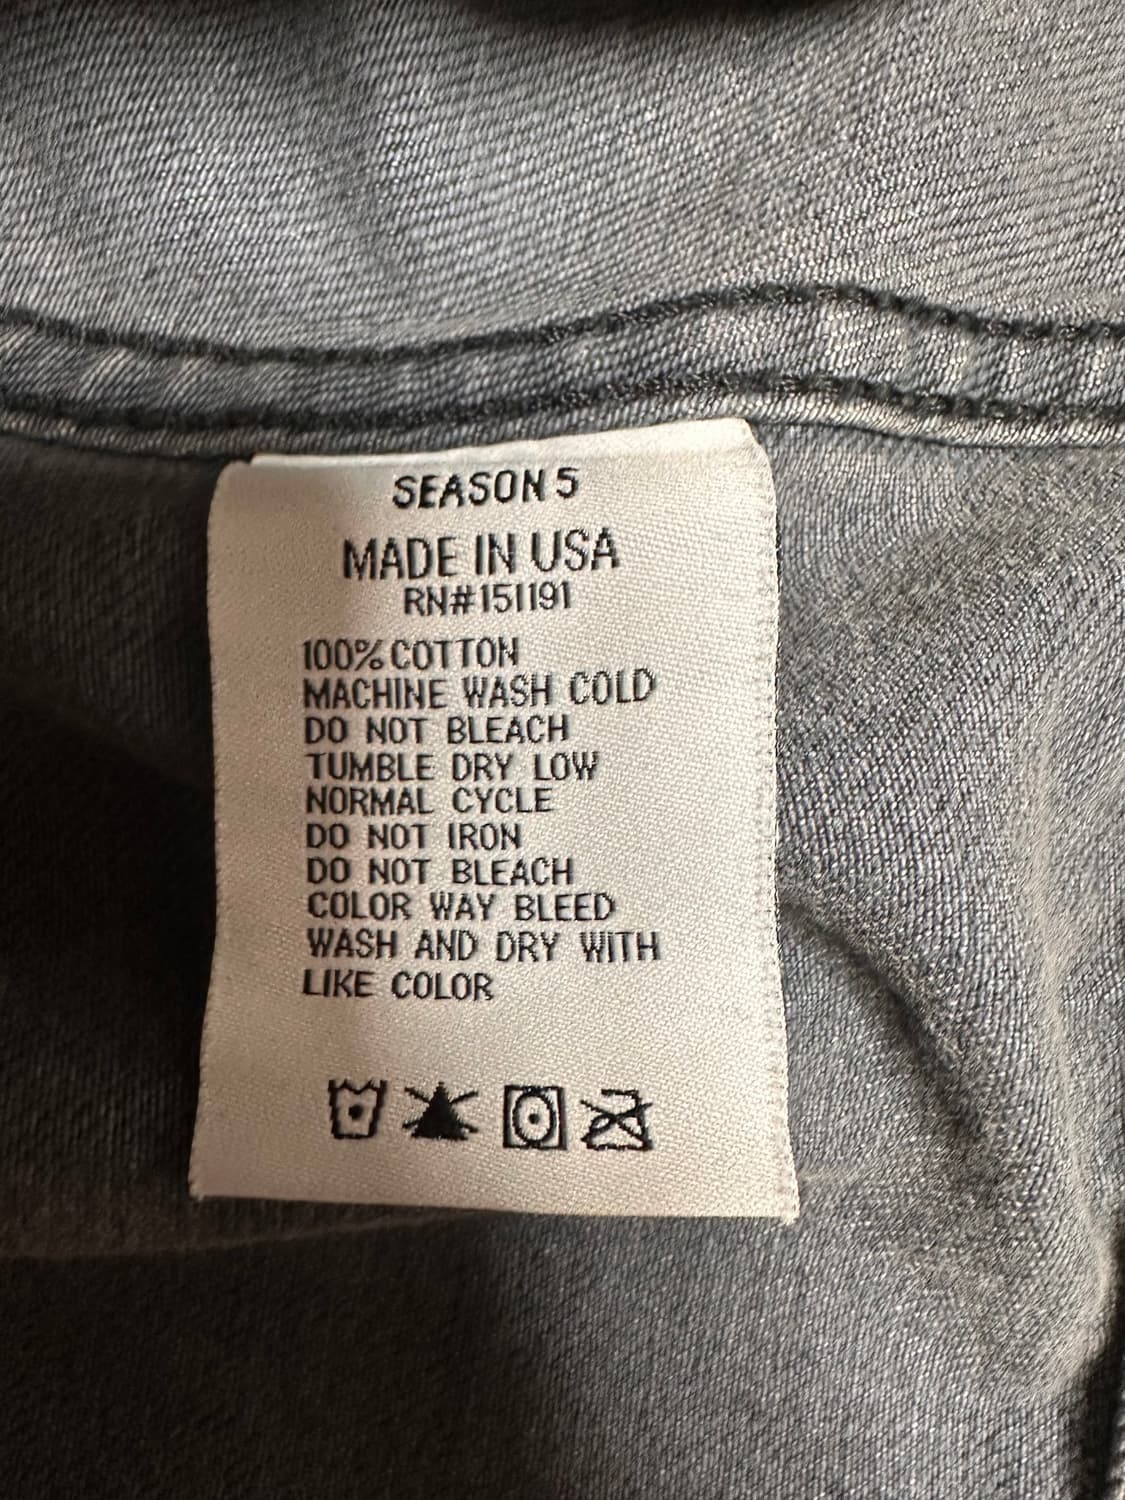 SEASON 5
MADE IN USA
RN#151191
100% COTTON
MACHINE WASH COLD
DO NOT BLEACH
TUMBLE DRY LOW
NORMAL CYCLE
DO NOT IRON
DO NOT BLEACH
COLOR WAY BLEED
WASH AND DRY WITH
LIKE COLOR